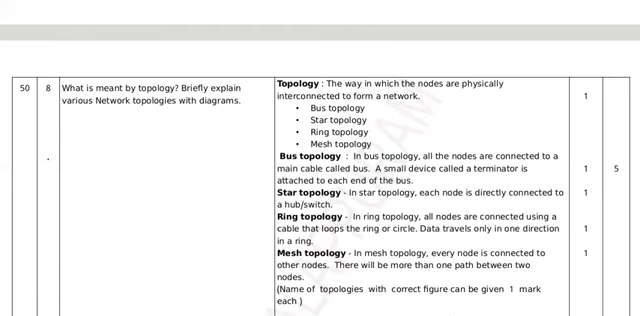 50 8 What is meant by topology? Briefly explain
various Network topologies with diagrams.
Topology : The way in which the nodes are physically
interconnected to form a network. 1
• Bus topology
• Star topology
• Ring topology
• Mesh topology
Bus topology : In bus topology, all the nodes are connected to a
main cable called bus. A small device called a terminator is 1 5
attached to each end of the bus.
Star topology - In star topology, each node is directly connected to 1
a hub/switch.
Ring topology - In ring topology, all nodes are connected using a
cable that loops the ring or circle. Data travels only in one direction 1
in a ring.
Mesh topology - In mesh topology, every node is connected to 1
other nodes. There will be more than one path between two
nodes.
(Name of topologies with correct figure can be given 1 mark
each )